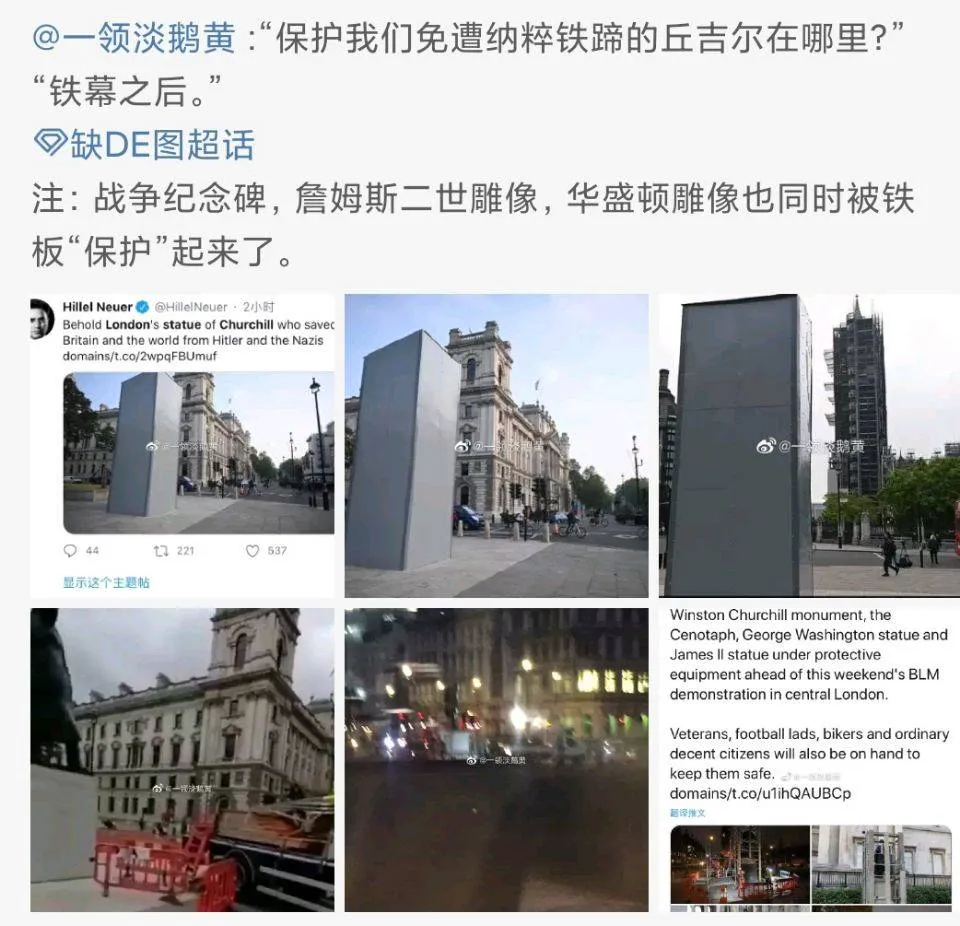 @一领淡鹅黄 :“保护我们免遭纳粹铁蹄的丘吉尔在哪里?”
“铁幕之后。”
缺DE图超话
注: 战争纪念碑, 詹姆斯二世雕像, 华盛顿雕像也同时被铁
板“保护”起来了。
Hillel Neuer @HillelNeuer · 2小时
Behold London's statue of Churchill who saved
Britain and the world from Hitler and the Nazis
domains/t.co/2wpqFBUmuf
@一领淡鹅黄
44 221 537
显示这个主题帖
@一领淡鹅黄
@一领淡鹅黄
@一领淡鹅黄
@一领淡鹅黄
Winston Churchill monument, the
Cenotaph, George Washington statue and
James II statue under protective
equipment ahead of this weekend's BLM
demonstration in central London.
Veterans, football lads, bikers and ordinary
decent citizens will also be on hand to
keep them safe.
@一领淡鹅黄
domains/t.co/u1ihQAUBCp
翻译推文